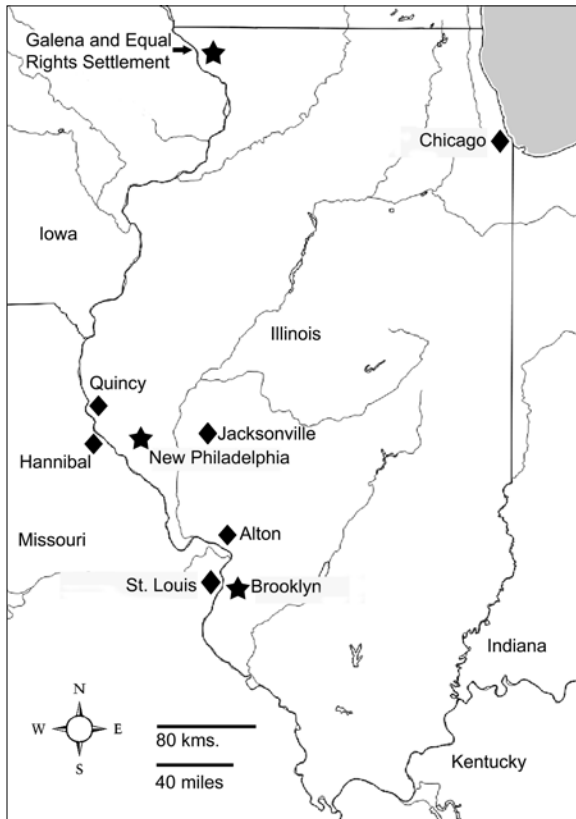 Galena and Equal
Rights Settlement
Chicago
Iowa
Illinois
Quincy
Jacksonville
Hannibal
New Philadelphia
Missouri
Alton
St. Louis
Brooklyn
Indiana
N
W
E
S
80 kms.
40 miles
Kentucky